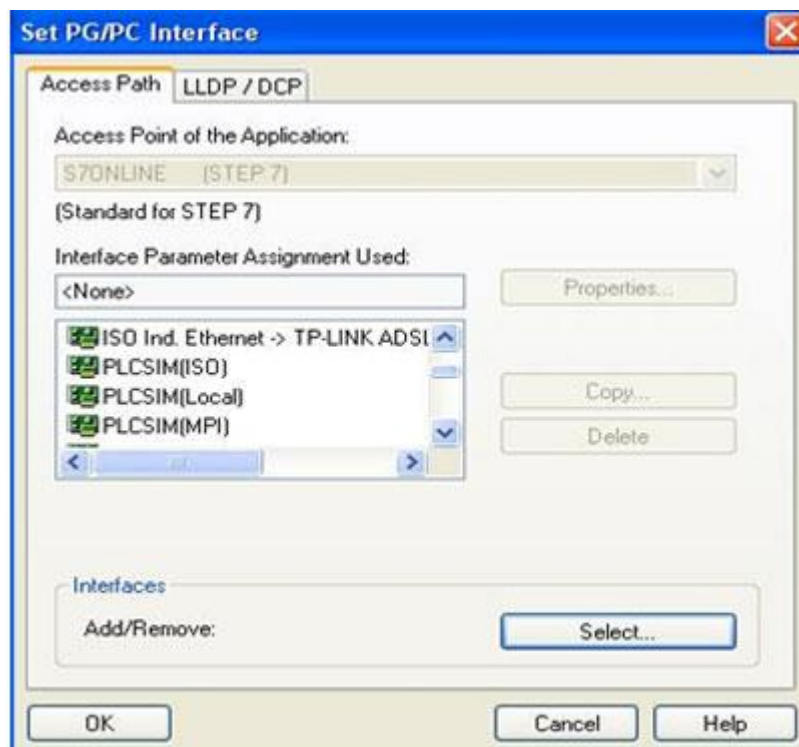 Set PG/PC Interface
Access Path LLDP / DCP
Access Point of the Application:
S7ONLINE (STEP 7)
(Standard for STEP 7)
Interface Parameter Assignment Used:
<None>
Properties...
ISO Ind. Ethernet -> TP-LINK ADSL
PLCSIM(ISO)
PLCSIM(Local)
PLCSIM(MPI)
Copy...
Delete
Interfaces
Add/Remove:
Select...
OK
Cancel
Help